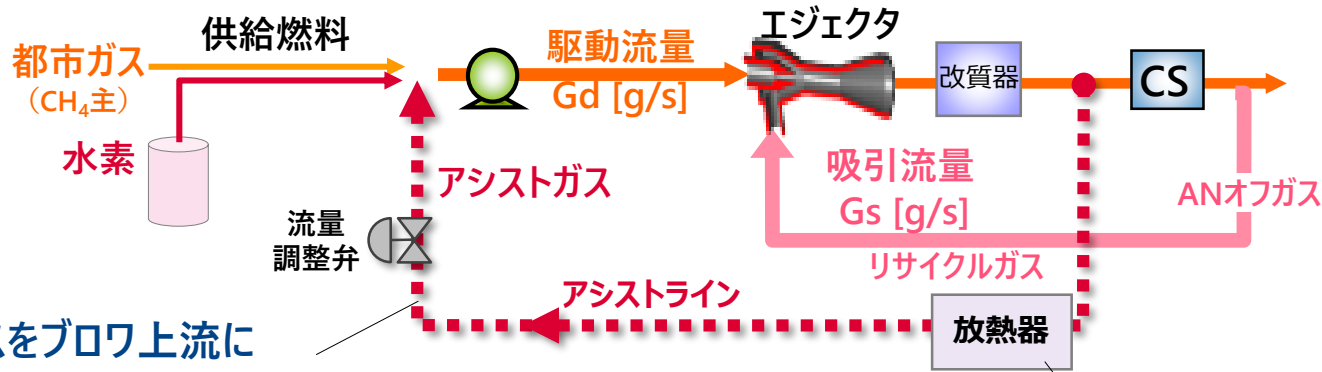 供給燃料
都市ガス
（CH₄主）
水素
駆動流量
Gd [g/s]
エジェクタ
改質器
CS
アシストガス
吸引流量
Gs [g/s]
ANオフガス
流量
調整弁
リサイクルガス
アシストライン
放熱器
をブロワ上流に